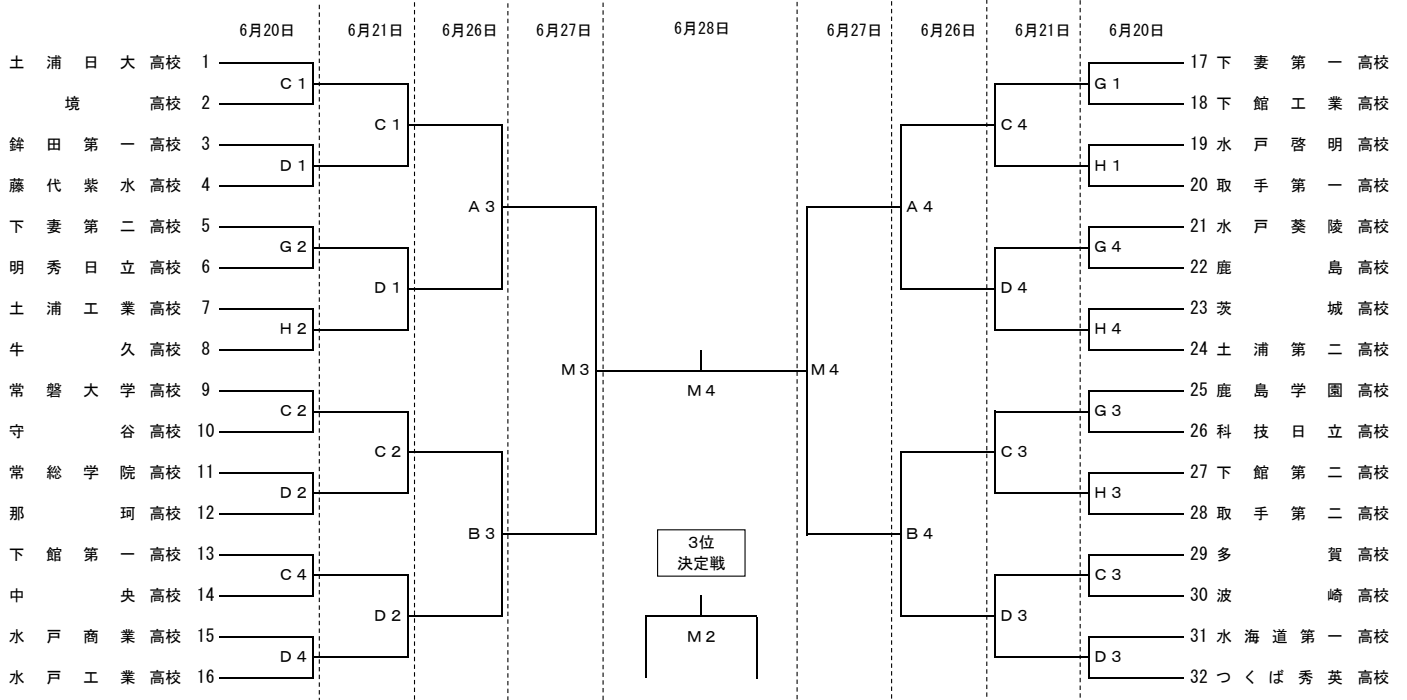 6月20日 6月21日 6月26日 6月27日 6月28日 6月27日 6月26日 6月21日 6月20日
土浦日大高校 1
17 下妻第一高校
C1
G1
境高校 2
18 下館工業高校
C1
C4
鉾田第一高校 3
19 水戸啓明高校
D1
H1
藤代紫水高校 4
20 取手第一高校
A3
A4
下妻第二高校 5
21 水戸葵陵高校
G2
G4
明秀日立高校 6
22 鹿島高校
D1
D4
土浦工業高校 7
23 茨城高校
H2
H4
牛久高校 8
24 土浦第二高校
M3
M4
M4
常磐大学高校 9
25 鹿島学園高校
C2
G3
守谷高校 10
26 科技日立高校
C2
C3
常総学院高校 11
27 下館第二高校
D2
H3
那珂高校 12
28 取手第二高校
B3
B4
3位
決定戦
下館第一高校 13
29 多賀高校
C4
C3
中央高校 14
30 波崎高校
D2
D3
水戸商業高校 15
31 水海道第一高校
M2
D4
D3
水戸工業高校 16
32 つくば秀英高校